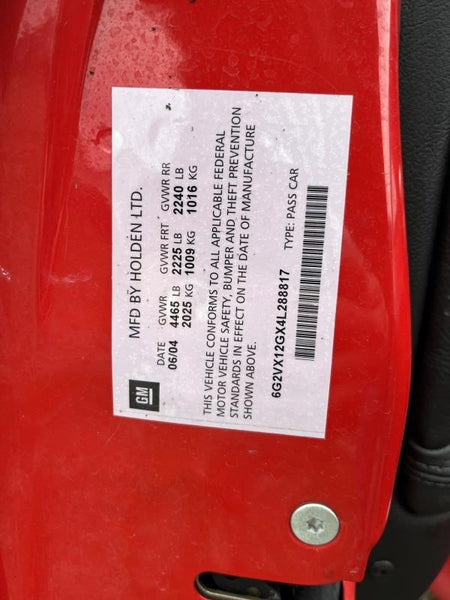 GM
MFD BY HOLDEN LTD.
DATE GVWR GVWR FRT GVWR RR
06/04 4465 LB 2225 LB 2240 LB
2025 KG 1009 KG 1016 KG
THIS VEHICLE CONFORMS TO ALL APPLICABLE FEDERAL
MOTOR VEHICLE SAFETY, BUMPER AND THEFT PREVENTION
STANDARDS IN EFFECT ON THE DATE OF MANUFACTURE
SHOWN ABOVE.
6G2VX12GX4L288817 TYPE: PASS CAR